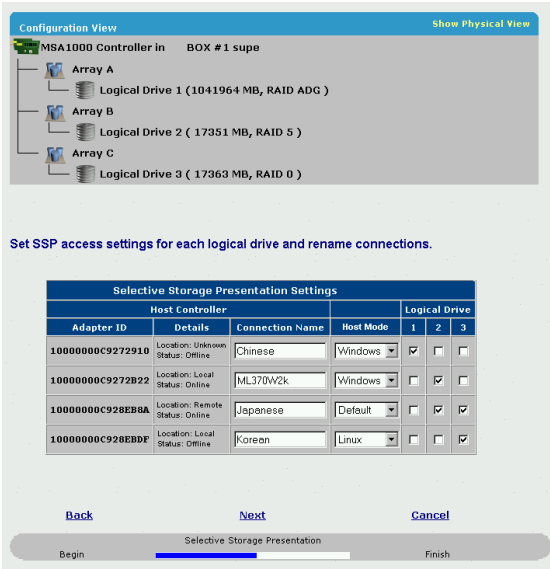 Configuration View Show Physical View
MSA1000 Controller in BOX #1 supe
Array A
Logical Drive 1 (1041964 MB, RAID ADG )
Array B
Logical Drive 2 ( 17351 MB, RAID 5 )
Array C
Logical Drive 3 ( 17363 MB, RAID 0 )
Set SSP access settings for each logical drive and rename connections.
Selective Storage Presentation Settings
Host Controller Logical Drive
Adapter ID Details Connection Name Host Mode 1 2 3
10000000C9272910 Location: Unknown Chinese Windows
Status: Offline
10000000C9272B22 Location: Local ML370W2k Windows
Status: Online
10000000C928EB8A Location: Remote Japanese Default
Status: Online
10000000C928EBDF Location: Local Korean Linux
Status: Offline
Back Next Cancel
Selective Storage Presentation
Begin Finish